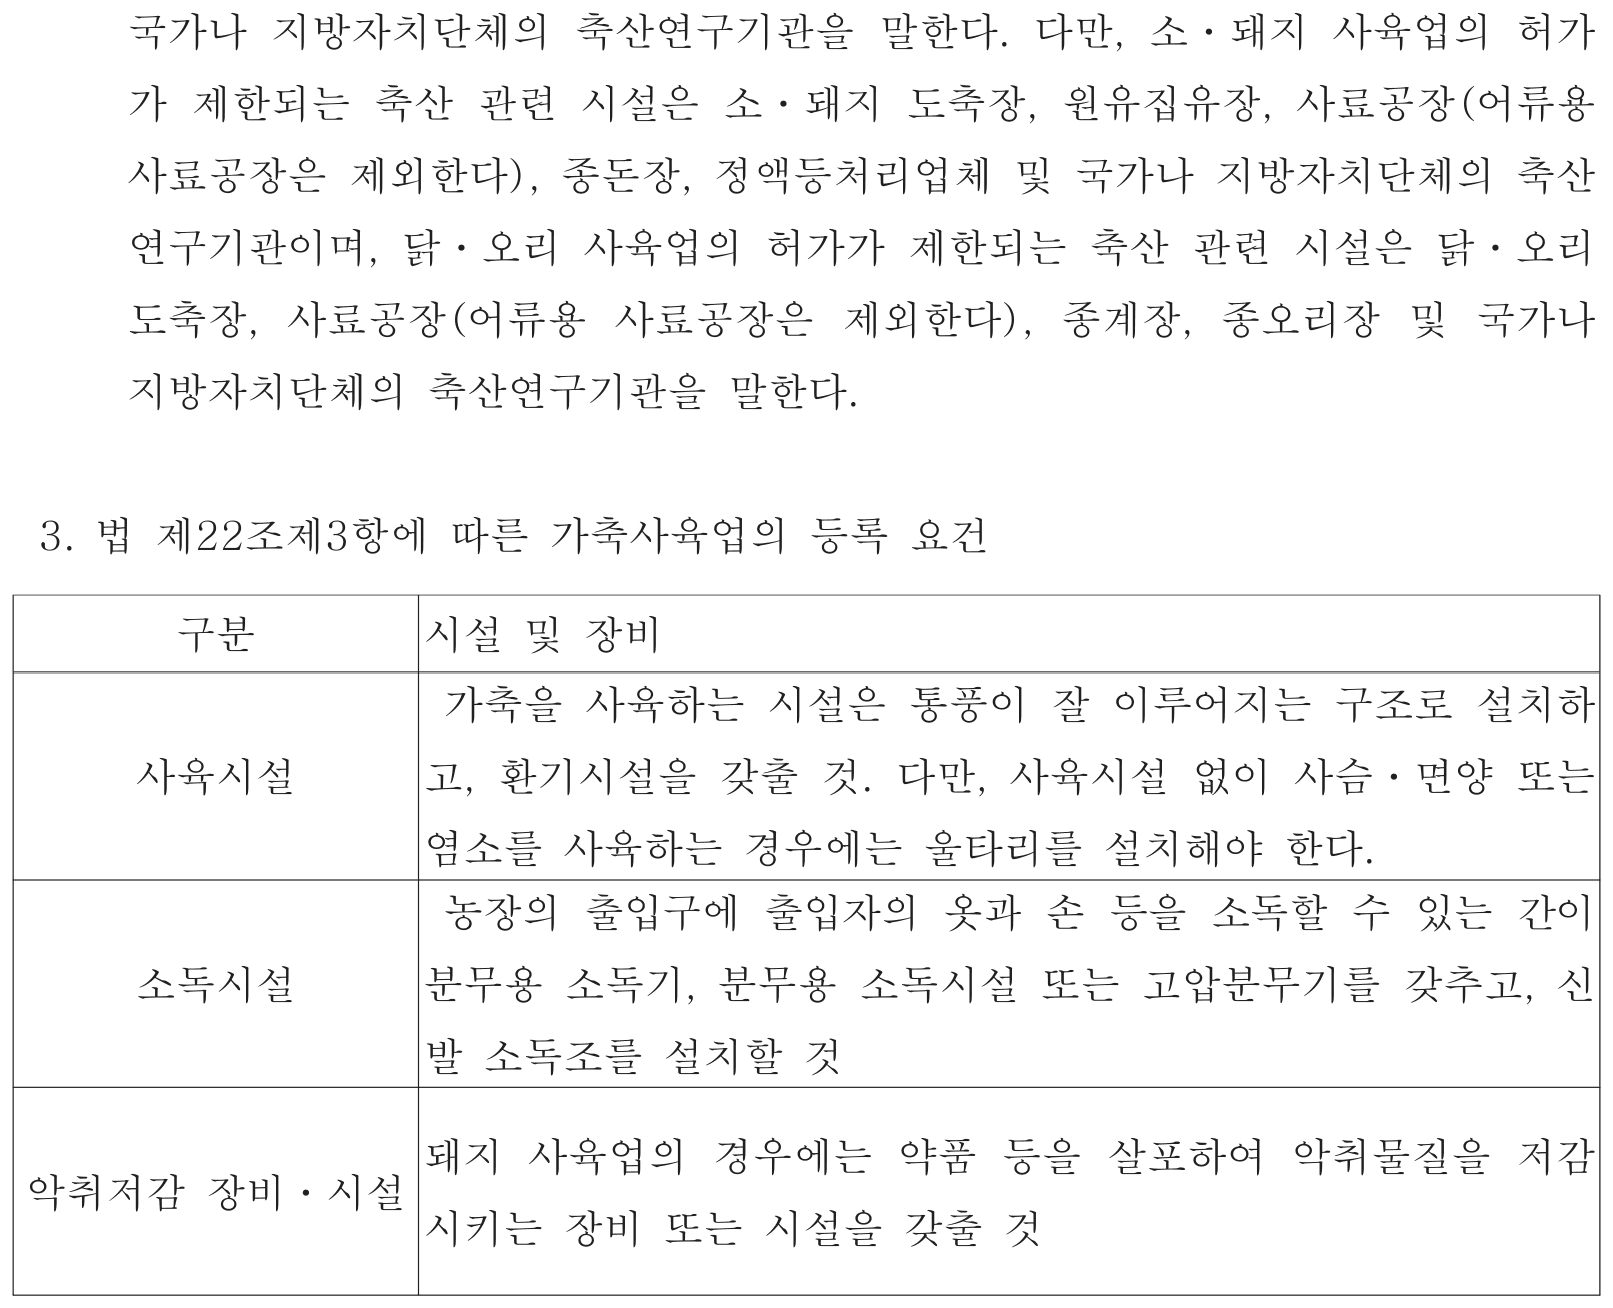 국가나 지방자치단체의 축산연구기관을 말한다. 다만, 소·돼지 사육업의 허가
가 제한되는 축산 관련 시설은 소·돼지 도축장, 원유집유장, 사료공장(어류용
사료공장은 제외한다), 종돈장, 정액등처리업체 및 국가나 지방자치단체의 축산
연구기관이며, 닭·오리 사육업의 허가가 제한되는 축산 관련 시설은 닭·오리
도축장, 사료공장(어류용 사료공장은 제외한다), 종계장, 종오리장 및 국가나
지방자치단체의 축산연구기관을 말한다.
3. 법 제22조제3항에 따른 가축사육업의 등록 요건
구분 시설 및 장비
가축을 사육하는 시설은 통풍이 잘 이루어지는 구조로 설치하
사육시설 고, 환기시설을 갖출 것. 다만, 사육시설 없이 사슴·면양 또는
염소를 사육하는 경우에는 울타리를 설치해야 한다.
농장의 출입구에 출입자의 옷과 손 등을 소독할 수 있는 간이
소독시설 분무용 소독기, 분무용 소독시설 또는 고압분무기를 갖추고, 신
발 소독조를 설치할 것
악취저감 장비·시설 돼지 사육업의 경우에는 약품 등을 살포하여 악취물질을 저감
시키는 장비 또는 시설을 갖출 것